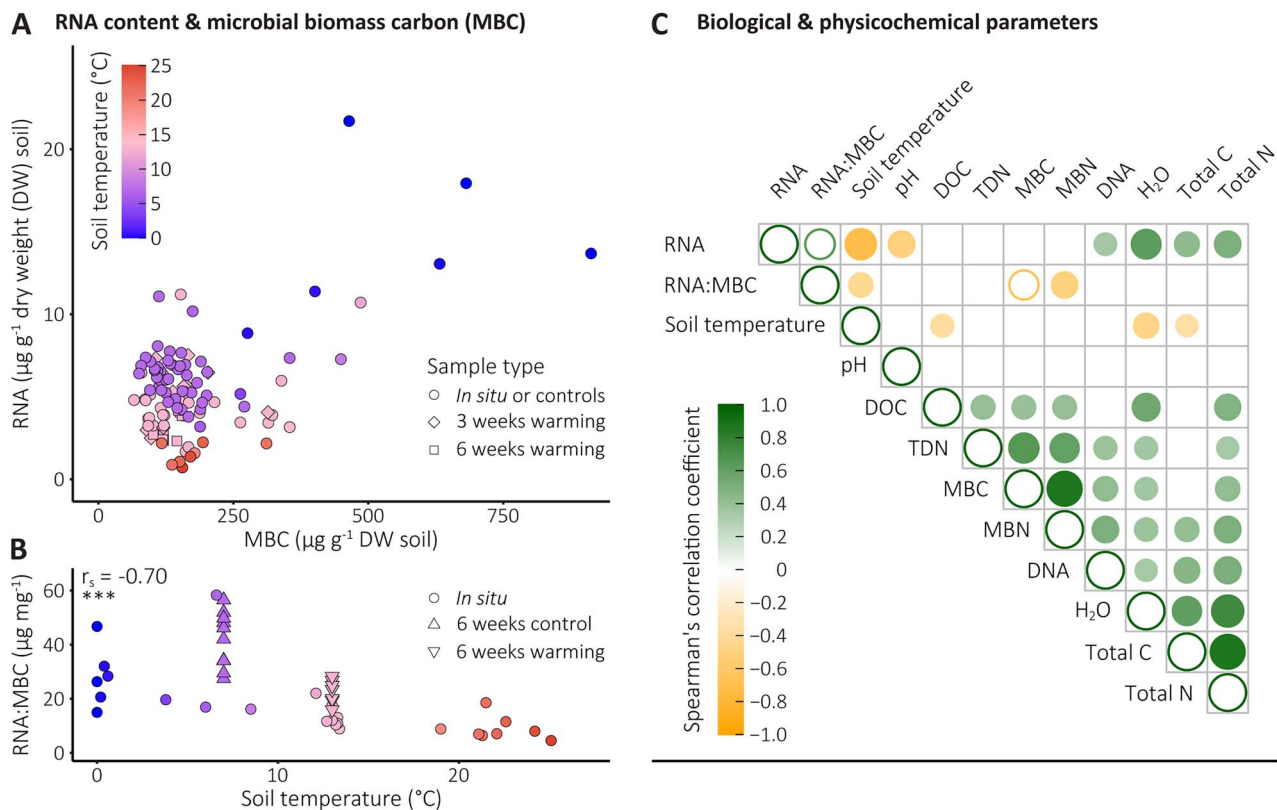 A RNA content & microbial biomass carbon (MBC)
Soil temperature (°C)
25
20
15
10
5
0
RNA (µg g⁻¹ dry weight (DW) soil)
20
10
0
Sample type
In situ or controls
3 weeks warming
6 weeks warming
0 250 500 750
MBC (µg g⁻¹ DW soil)
B
RNA:MBC (µg mg⁻¹)
60
40
20
0
rₛ = -0.70
***
In situ
6 weeks control
6 weeks warming
0 10 20
Soil temperature (°C)
C Biological & physicochemical parameters
RNA RNA:MBC Soil temperature pH DOC TDN MBC MBN DNA H₂O Total C Total N
RNA
RNA:MBC
Soil temperature
pH
DOC
TDN
MBC
MBN
DNA
H₂O
Total C
Total N
Spearman's correlation coefficient
1.0
0.8
0.6
0.4
0.2
0
−0.2
−0.4
−0.6
−0.8
−1.0